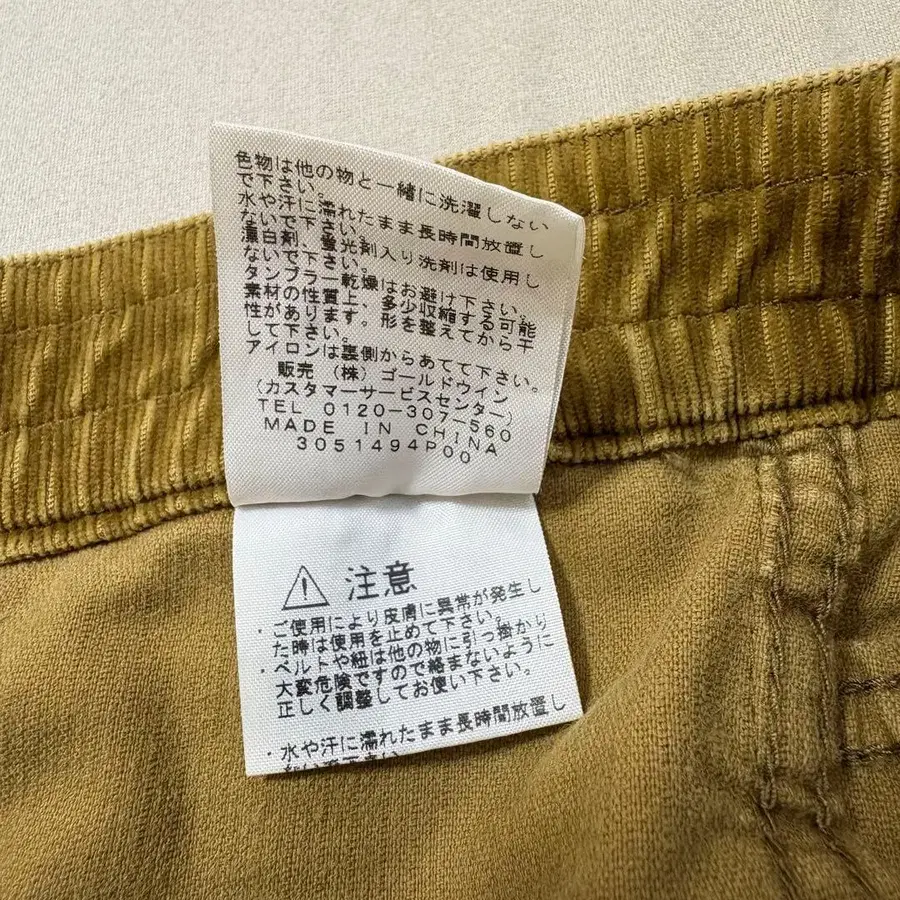 色物は他の物と一緒に洗濯しない
で下さい。
水や汗に濡れたまま長時間放置し
ないで下さい。
漂白剤、蛍光剤入り洗剤は使用し
ないで下さい。
タンブラー乾燥はお避け下さい。
素材の性質上、多少収縮する可能
性があります。形を整えてから干
して下さい。
アイロンは裏側からあてて下さい。
販売 (株) ゴールドウイン
(カスタマーサービスセンター)
TEL 0120-307-560
MADE IN CHINA
3051494P00
注意
・ご使用により皮膚に異常が発生し
た時は使用を止めて下さい。
・ベルトや紐は他の物に引っ掛かり
大変危険ですので絡まないように
正しく調整してお使い下さい。
・水や汗に濡れたまま長時間放置し
ないで下さい